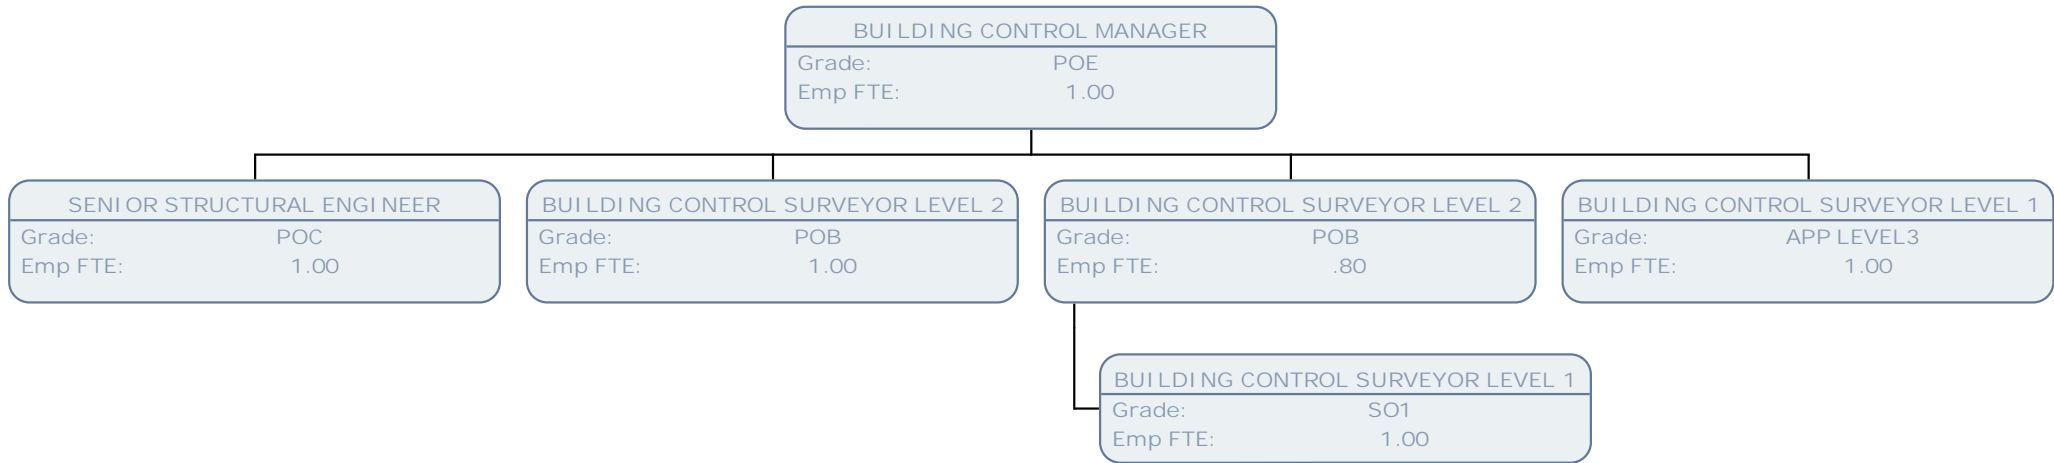 BUILDING CONTROL MANAGER
Grade: POE
Emp FTE: 1.00
SENIOR STRUCTURAL ENGINEER
Grade: POC
Emp FTE: 1.00
BUILDING CONTROL SURVEYOR LEVEL 2
Grade: POB
Emp FTE: 1.00
BUILDING CONTROL SURVEYOR LEVEL 2
Grade: POB
Emp FTE: .80
BUILDING CONTROL SURVEYOR LEVEL 1
Grade: APP LEVEL3
Emp FTE: 1.00
BUILDING CONTROL SURVEYOR LEVEL 1
Grade: SO1
Emp FTE: 1.00